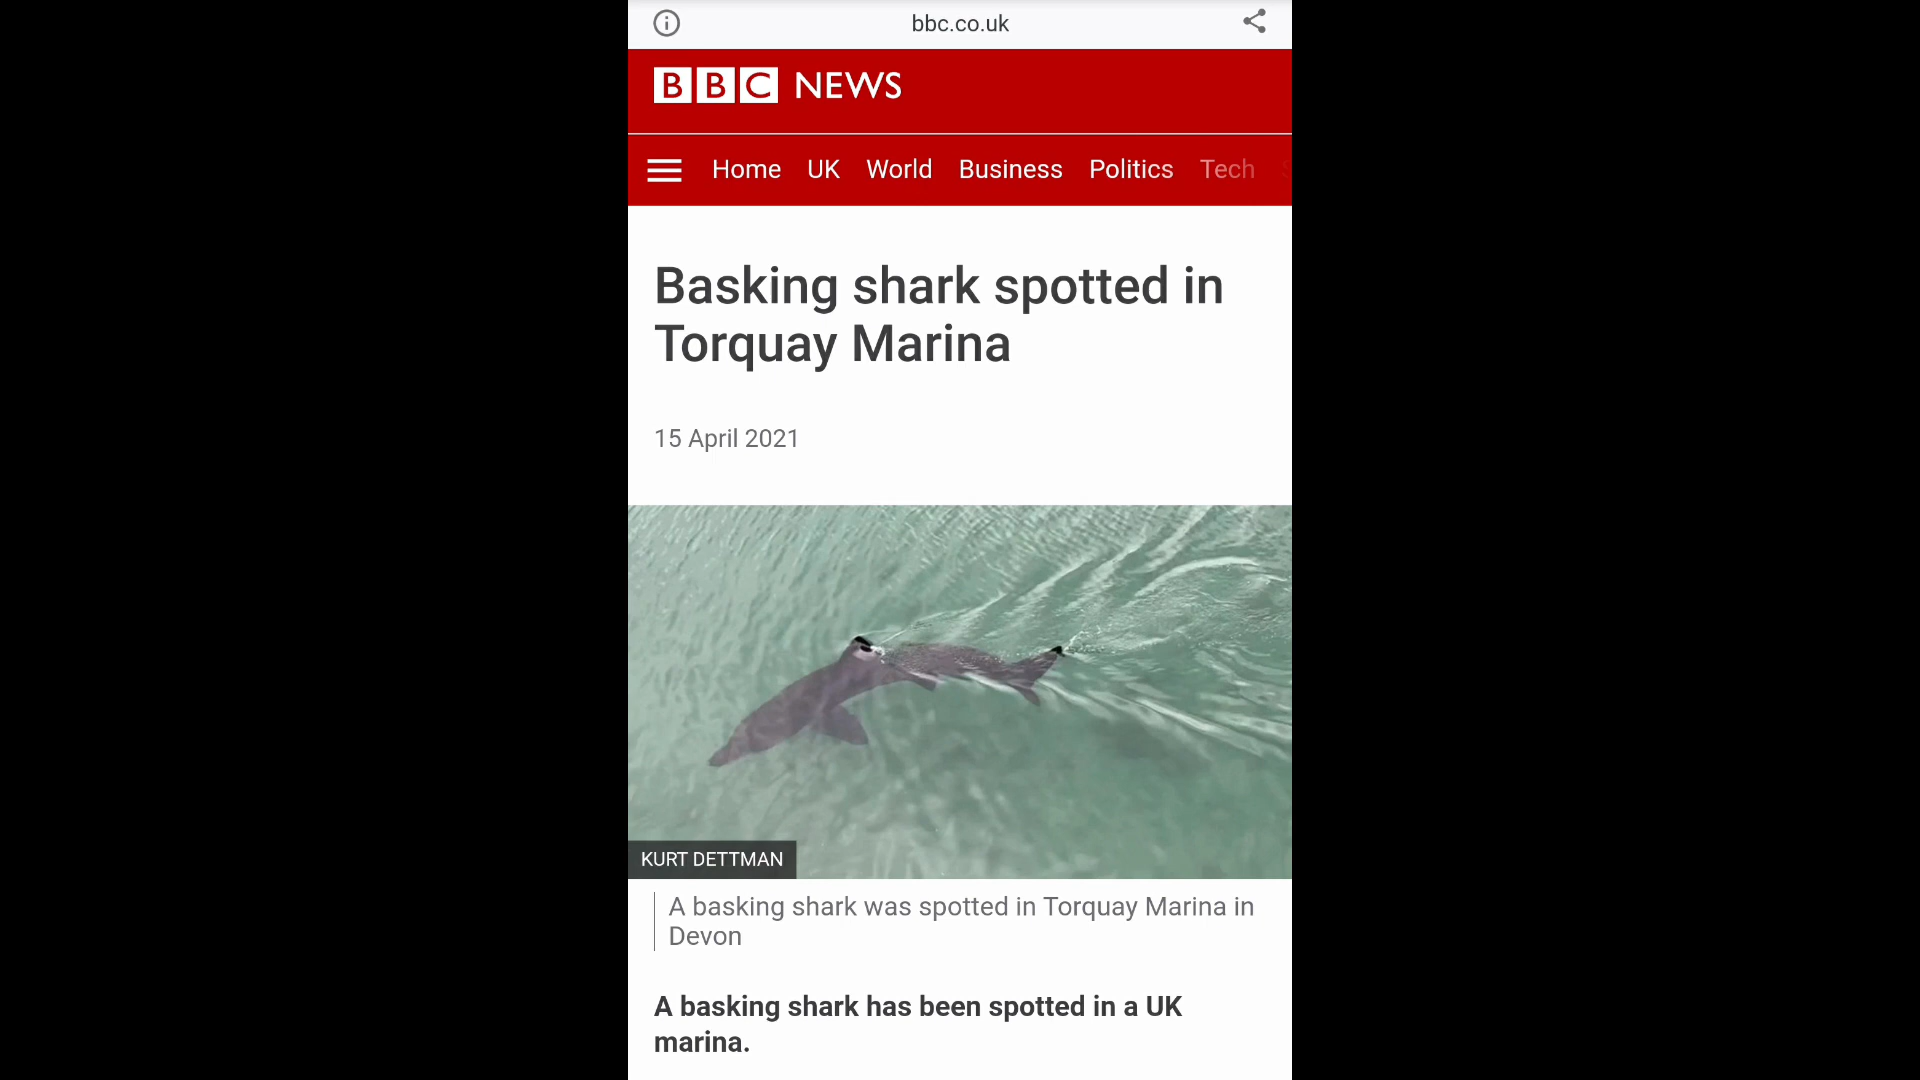 bbc.co.uk
BBC NEWS
Home UK World Business Politics Tech
Basking shark spotted in
Torquay Marina
15 April 2021
KURT DETTMAN
A basking shark was spotted in Torquay Marina in
Devon
A basking shark has been spotted in a UK
marina.